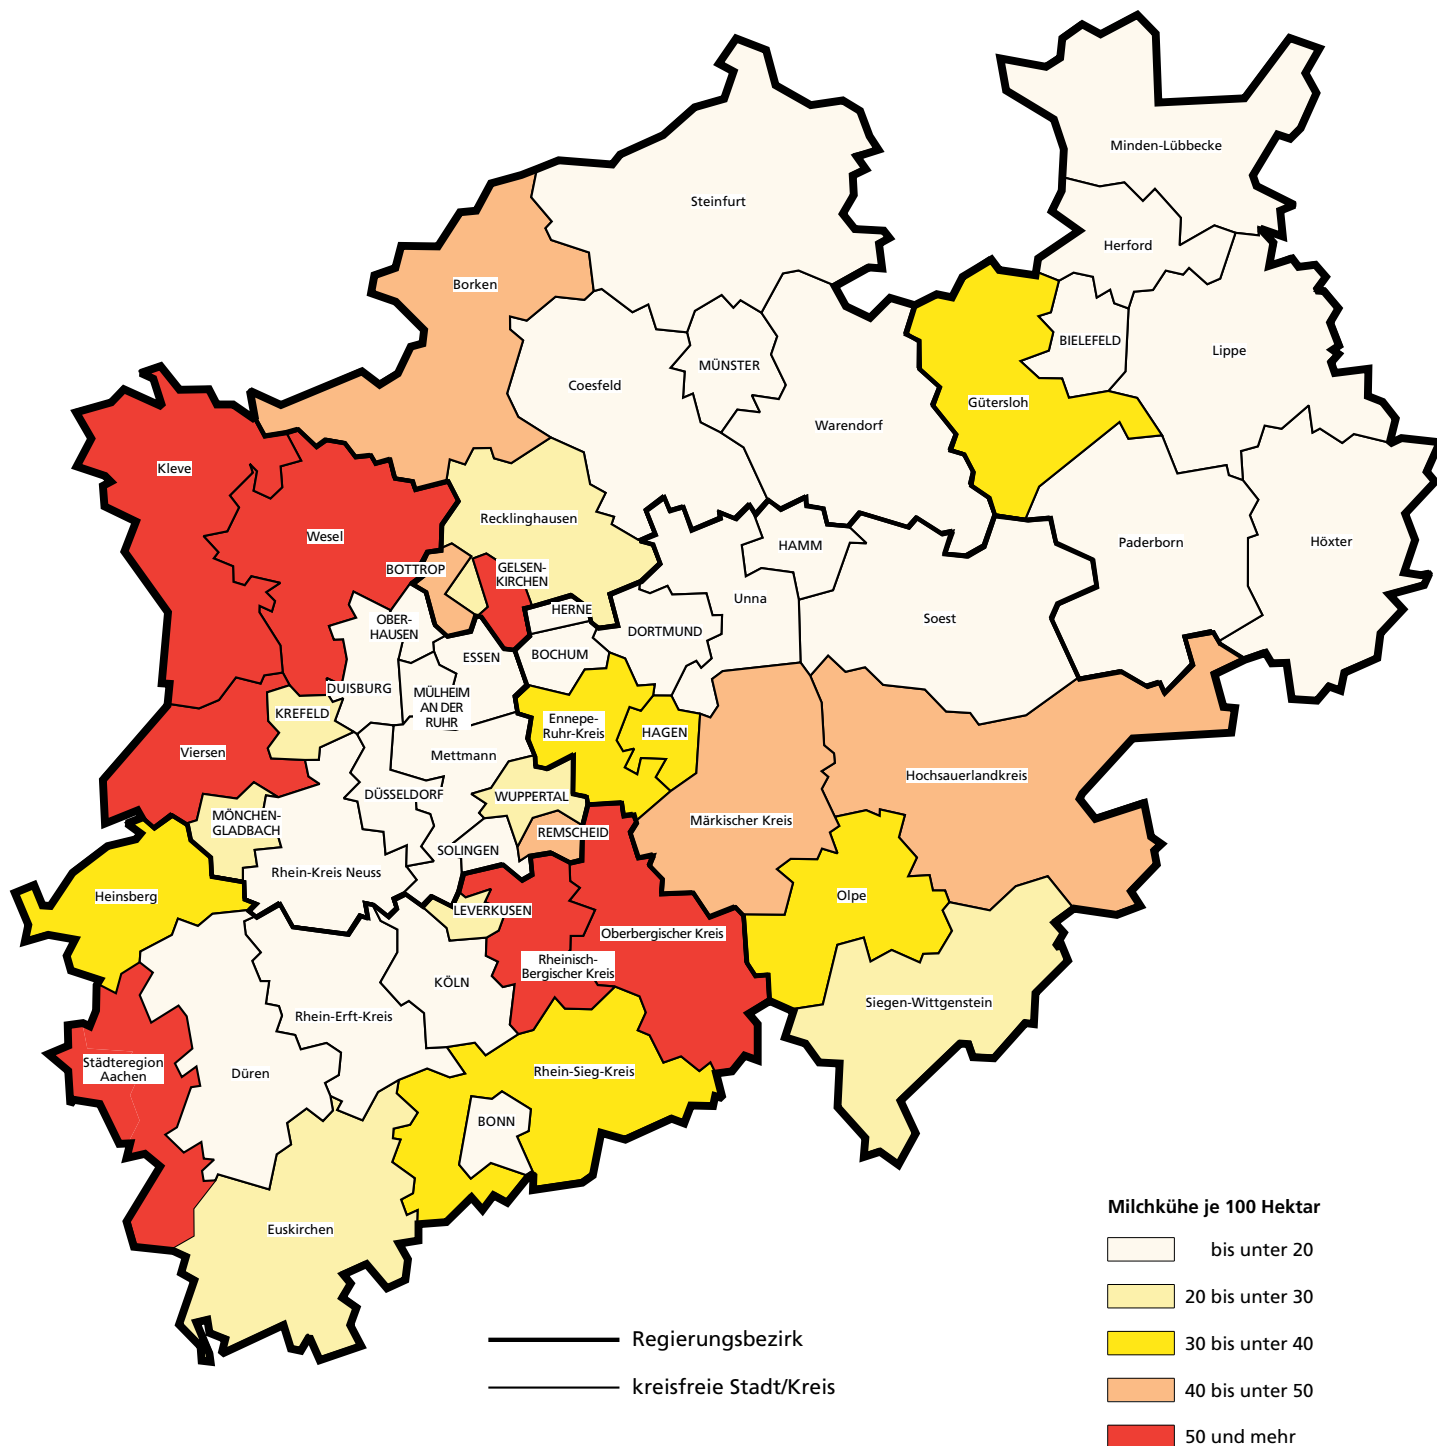 Minden-Lübbecke
Steinfurt
Herford
Borken
BIELEFELD
Lippe
MÜNSTER
Coesfeld
Gütersloh
Warendorf
Kleve
Recklinghausen
Wesel
HAMM
Paderborn
Höxter
BOTTROP
GELSEN-
KIRCHEN
Unna
HERNE
Soest
OBER-
HAUSEN
DORTMUND
ESSEN
BOCHUM
DUISBURG
MÜLHEIM
AN DER
RUHR
KREFELD
Ennepe-
Ruhr-Kreis
HAGEN
Viersen
Mettmann
Hochsauerlandkreis
DÜSSELDORF
WUPPERTAL
MÖNCHEN-
GLADBACH
Märkischer Kreis
REMSCHEID
SOLINGEN
Rhein-Kreis Neuss
Heinsberg
Olpe
LEVERKUSEN
Oberbergischer Kreis
Rheinisch-
Bergischer Kreis
KÖLN
Siegen-Wittgenstein
Rhein-Erft-Kreis
Städteregion
Aachen
Düren
Rhein-Sieg-Kreis
BONN
Euskirchen
Milchkühe je 100 Hektar
bis unter 20
20 bis unter 30
30 bis unter 40
40 bis unter 50
50 und mehr
Regierungsbezirk
kreisfreie Stadt/Kreis